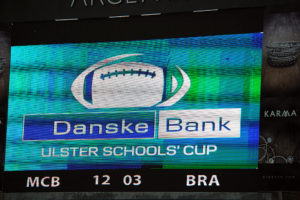 Danske Bank
ULSTER SCHOOLS' CUP
MCB 12 03 BRA
KARMA